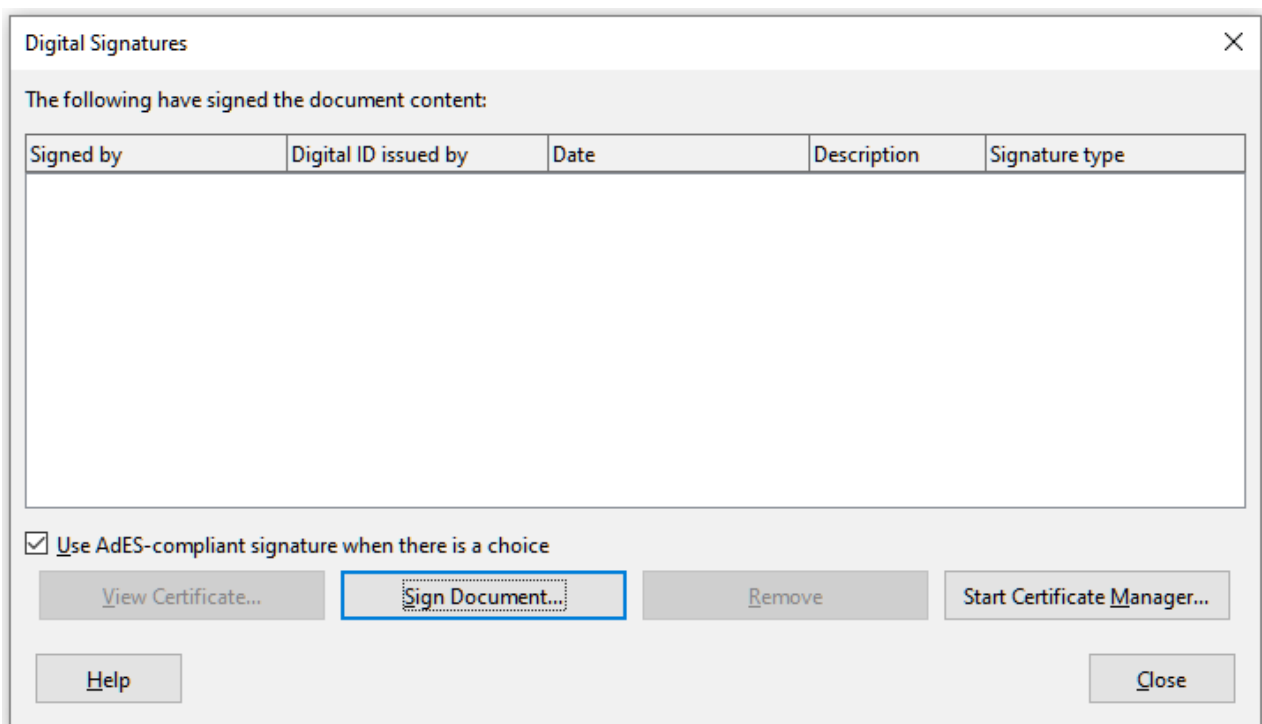 Digital Signatures
The following have signed the document content:
Signed by Digital ID issued by Date Description Signature type
Use AdES-compliant signature when there is a choice
View Certificate... Sign Document... Remove Start Certificate Manager...
Help Close